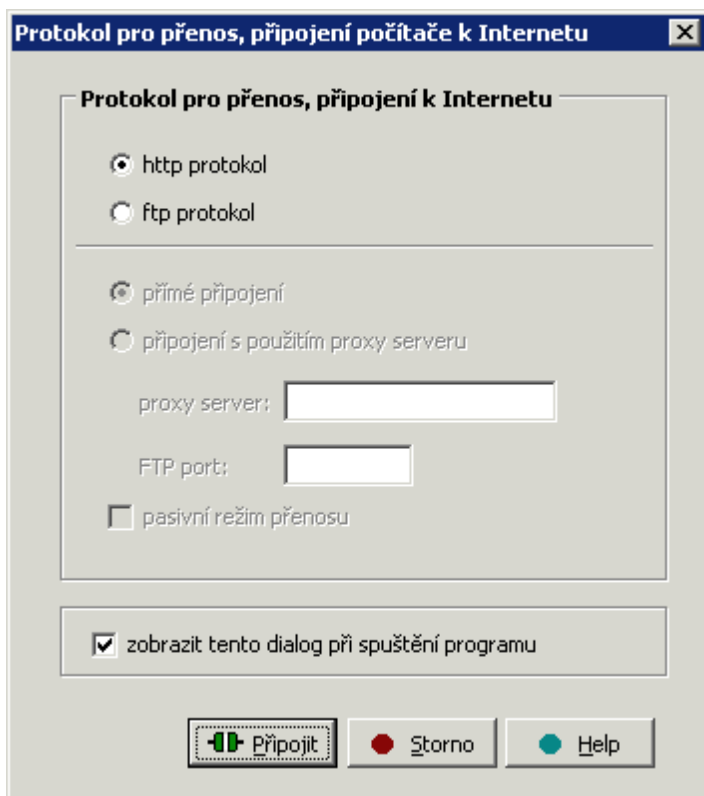 Protokol pro přenos, připojení počítače k Internetu
Protokol pro přenos, připojení k Internetu
http protokol
ftp protokol
přímé připojení
připojení s použitím proxy serveru
proxy server:
FTP port:
pasivní režim přenosu
zobrazit tento dialog při spuštění programu
Připojit Storno Help